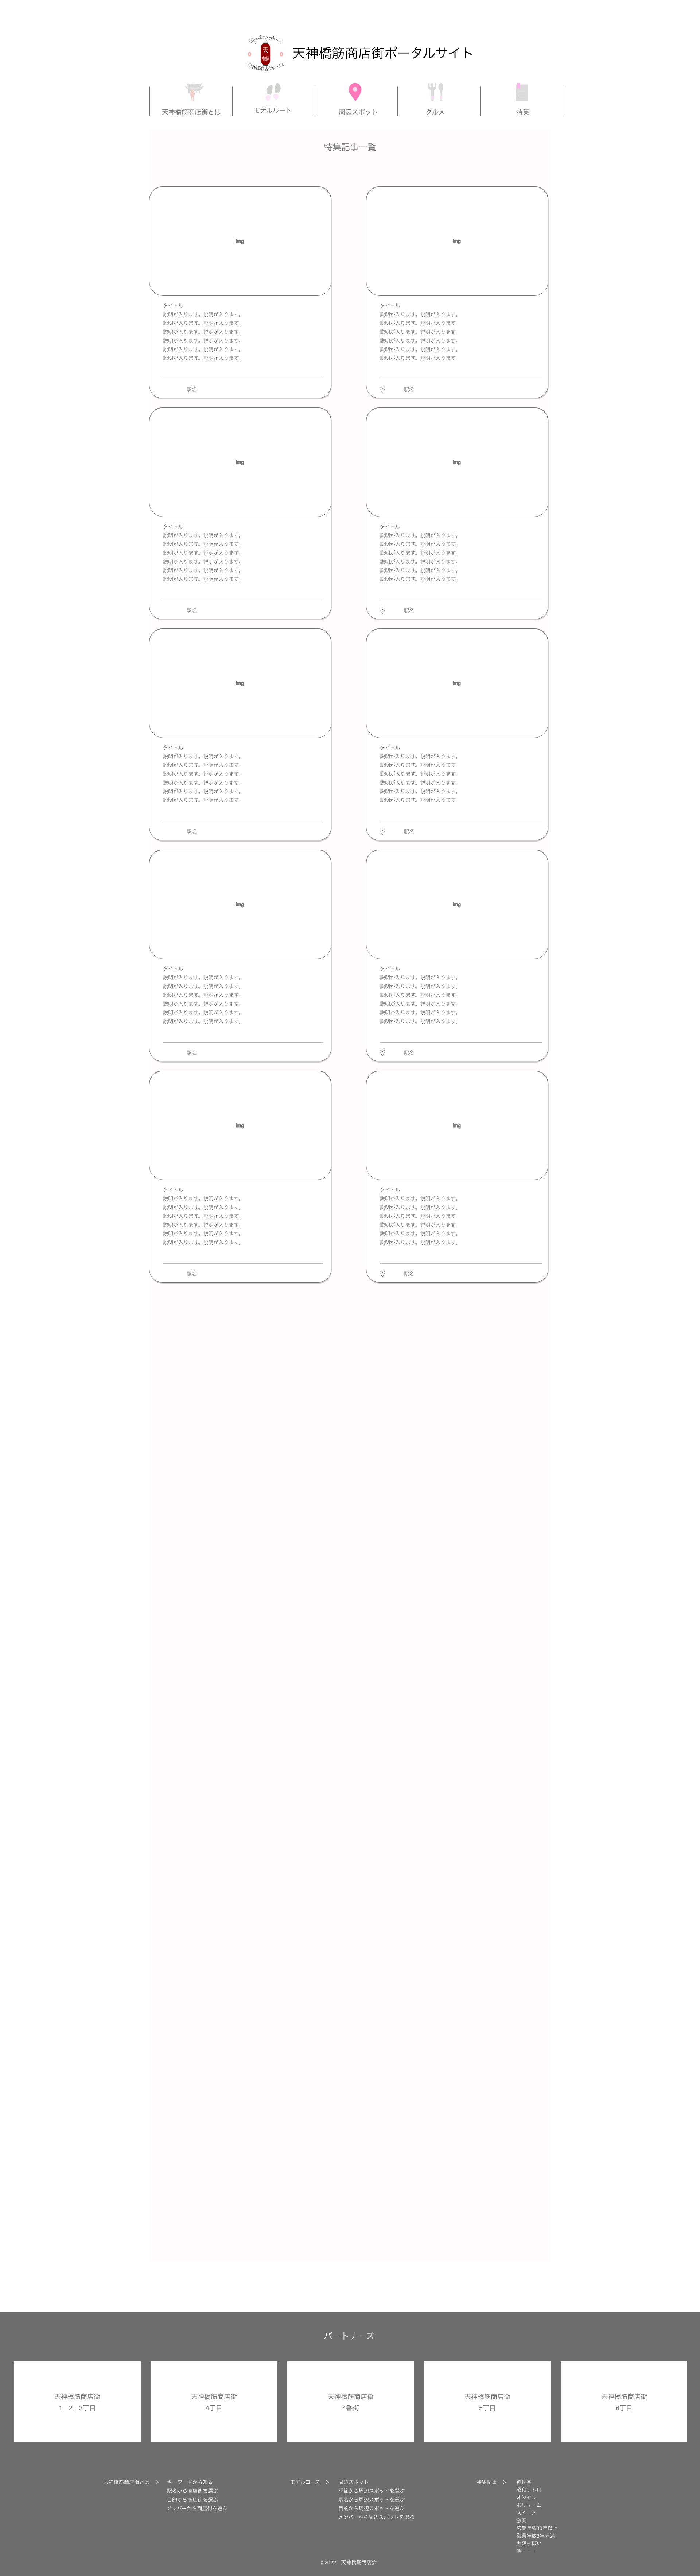 天
天神橋筋商店街ポータルサイト
天神橋筋商店街とは
モデルルート
周辺スポット
グルメ
特集
特集記事一覧
img
img
タイトル
説明が入ります。説明が入ります。
説明が入ります。説明が入ります。
説明が入ります。説明が入ります。
説明が入ります。説明が入ります。
説明が入ります。説明が入ります。
説明が入ります。説明が入ります。
駅名
タイトル
説明が入ります。説明が入ります。
説明が入ります。説明が入ります。
説明が入ります。説明が入ります。
説明が入ります。説明が入ります。
説明が入ります。説明が入ります。
説明が入ります。説明が入ります。
駅名
img
img
タイトル
説明が入ります。説明が入ります。
説明が入ります。説明が入ります。
説明が入ります。説明が入ります。
説明が入ります。説明が入ります。
説明が入ります。説明が入ります。
説明が入ります。説明が入ります。
駅名
タイトル
説明が入ります。説明が入ります。
説明が入ります。説明が入ります。
説明が入ります。説明が入ります。
説明が入ります。説明が入ります。
説明が入ります。説明が入ります。
説明が入ります。説明が入ります。
駅名
img
img
タイトル
説明が入ります。説明が入ります。
説明が入ります。説明が入ります。
説明が入ります。説明が入ります。
説明が入ります。説明が入ります。
説明が入ります。説明が入ります。
説明が入ります。説明が入ります。
駅名
タイトル
説明が入ります。説明が入ります。
説明が入ります。説明が入ります。
説明が入ります。説明が入ります。
説明が入ります。説明が入ります。
説明が入ります。説明が入ります。
説明が入ります。説明が入ります。
駅名
img
img
タイトル
説明が入ります。説明が入ります。
説明が入ります。説明が入ります。
説明が入ります。説明が入ります。
説明が入ります。説明が入ります。
説明が入ります。説明が入ります。
説明が入ります。説明が入ります。
駅名
タイトル
説明が入ります。説明が入ります。
説明が入ります。説明が入ります。
説明が入ります。説明が入ります。
説明が入ります。説明が入ります。
説明が入ります。説明が入ります。
説明が入ります。説明が入ります。
駅名
img
img
タイトル
説明が入ります。説明が入ります。
説明が入ります。説明が入ります。
説明が入ります。説明が入ります。
説明が入ります。説明が入ります。
説明が入ります。説明が入ります。
説明が入ります。説明が入ります。
駅名
タイトル
説明が入ります。説明が入ります。
説明が入ります。説明が入ります。
説明が入ります。説明が入ります。
説明が入ります。説明が入ります。
説明が入ります。説明が入ります。
説明が入ります。説明が入ります。
駅名
パートナーズ
天神橋筋商店街
1，2，3丁目
天神橋筋商店街
4丁目
天神橋筋商店街
4番街
天神橋筋商店街
5丁目
天神橋筋商店街
6丁目
天神橋筋商店街とは ＞ キーワードから知る
駅名から商店街を選ぶ
目的から商店街を選ぶ
メンバーから商店街を選ぶ
モデルコース ＞ 周辺スポット
季節から周辺スポットを選ぶ
駅名から周辺スポットを選ぶ
目的から周辺スポットを選ぶ
メンバーから周辺スポットを選ぶ
特集記事 ＞ 純喫茶
昭和レトロ
オシャレ
ボリューム
スイーツ
激安
営業年数30年以上
営業年数3年未満
大阪っぽい
他・・・
©2022 天神橋筋商店会